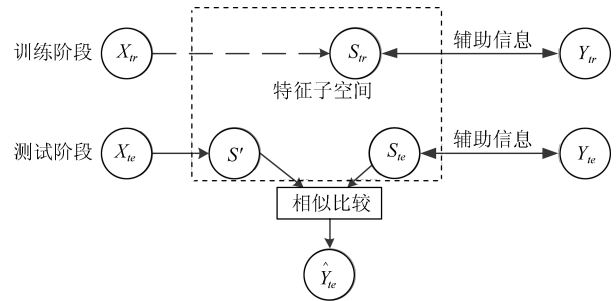 训练阶段 X_tr S_tr 辅助信息 Y_tr
特征子空间
测试阶段 X_te S' S_te 辅助信息 Y_te
相似比较
Ŷ_te